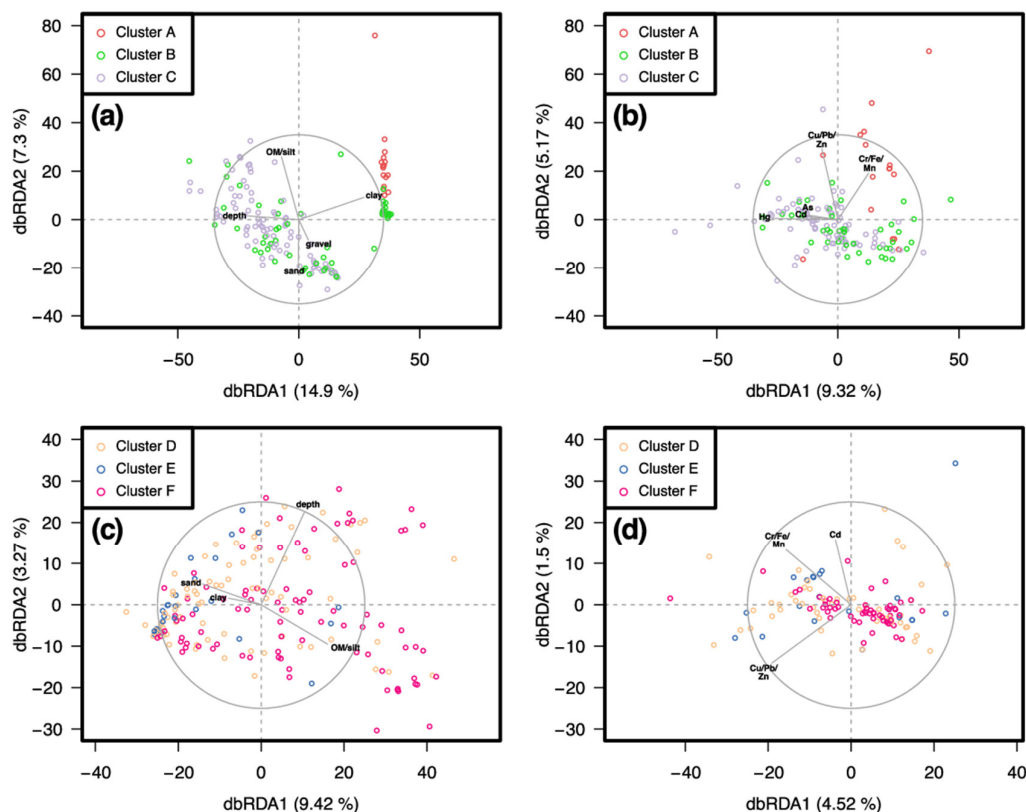 Cluster A
Cluster B
Cluster C
(a)
80
60
40
20
0
−20
−40
dbRDA2 (7.3 %)
OM/silt
clay
depth
gravel
sand
−50
0
50
dbRDA1 (14.9 %)
Cluster A
Cluster B
Cluster C
(b)
80
60
40
20
0
−20
−40
dbRDA2 (5.17 %)
Cu/Pb/
Zn
Cr/Fe/
Mn
As
Cd
Hg
−50
0
50
dbRDA1 (9.32 %)
Cluster D
Cluster E
Cluster F
(c)
40
30
20
10
0
−10
−20
−30
dbRDA2 (3.27 %)
depth
sand
clay
OM/silt
−40
−20
0
20
40
dbRDA1 (9.42 %)
Cluster D
Cluster E
Cluster F
(d)
40
30
20
10
0
−10
−20
−30
dbRDA2 (1.5 %)
Cr/Fe/
Mn
Cd
Cu/Pb/
Zn
−40
−20
0
20
40
dbRDA1 (4.52 %)